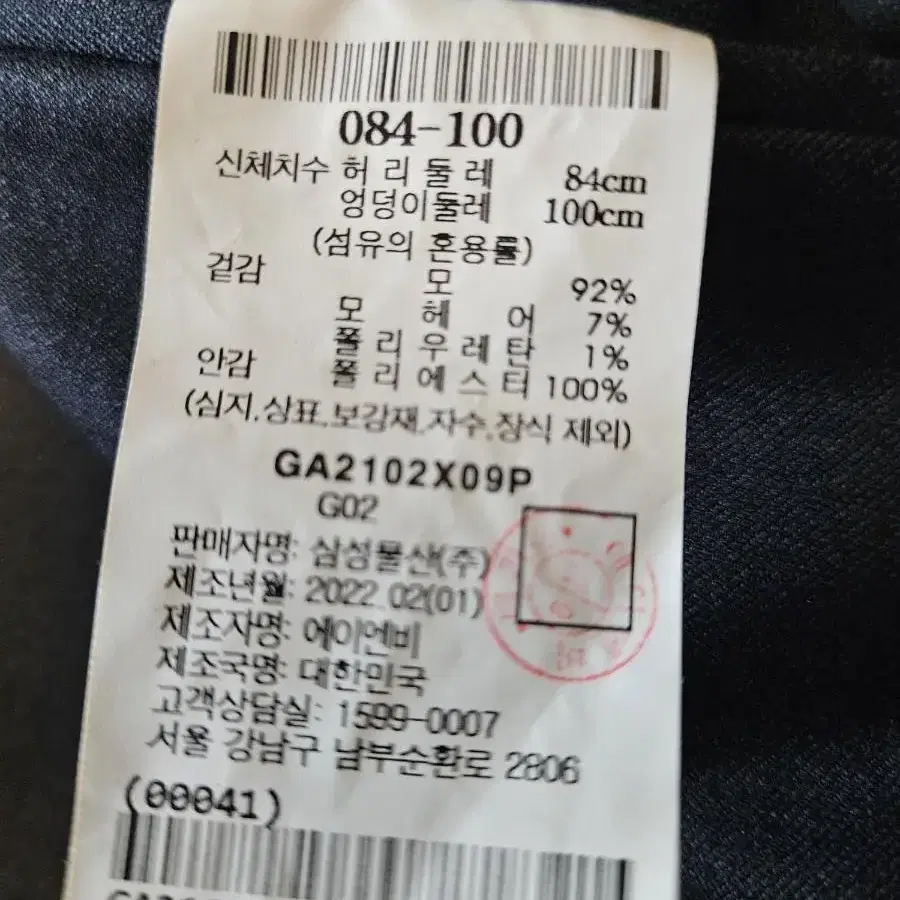 084-100
신체치수 허리둘레 84cm
엉덩이둘레 100cm
(섬유의 혼용률)
겉감 모 92%
모헤어 7%
폴리우레탄 1%
안감 폴리에스터 100%
(심지.상표.보강재.자수.장식 제외)
GA2102X09P
G02
판매자명: 삼성물산(주)
제조년월: 2022.02(01)
제조자명: 에이엔비
제조국명: 대한민국
고객상담실: 1599-0007
서울 강남구 남부순환로 2806
(00041)